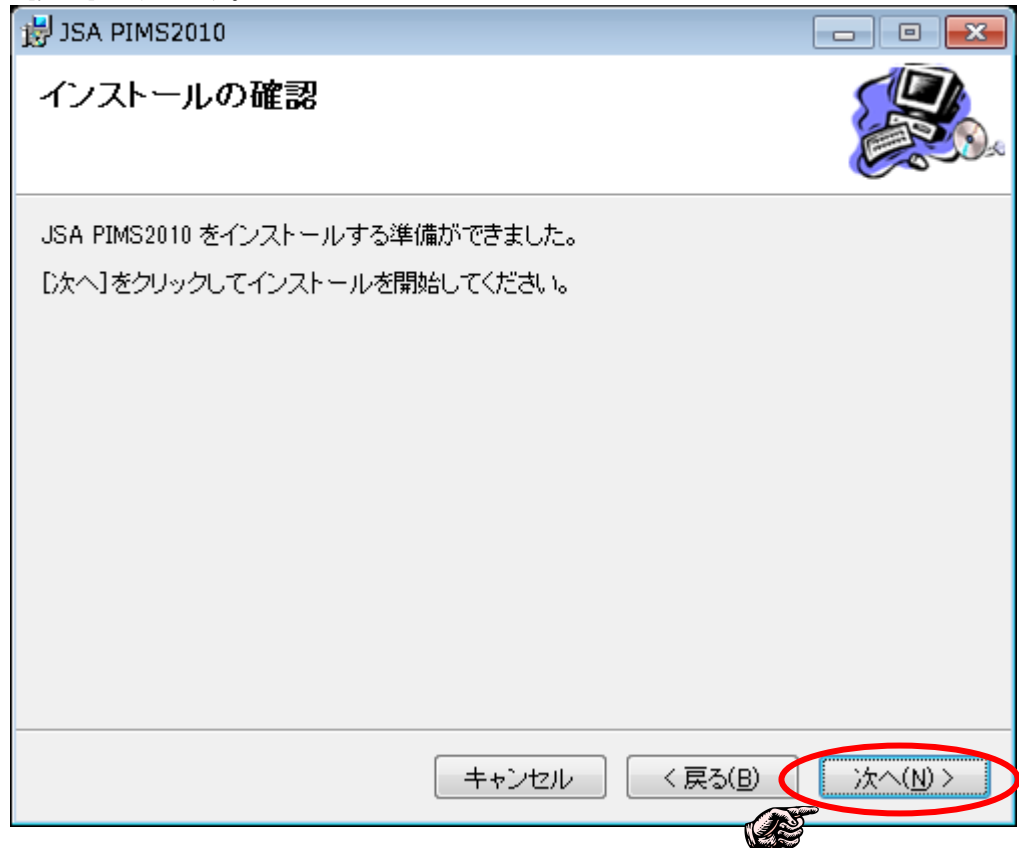 JSA PIMS2010
インストールの確認
JSA PIMS2010 をインストールする準備ができました。
[次へ]をクリックしてインストールを開始してください。
キャンセル
< 戻る(B)
次へ(N) >